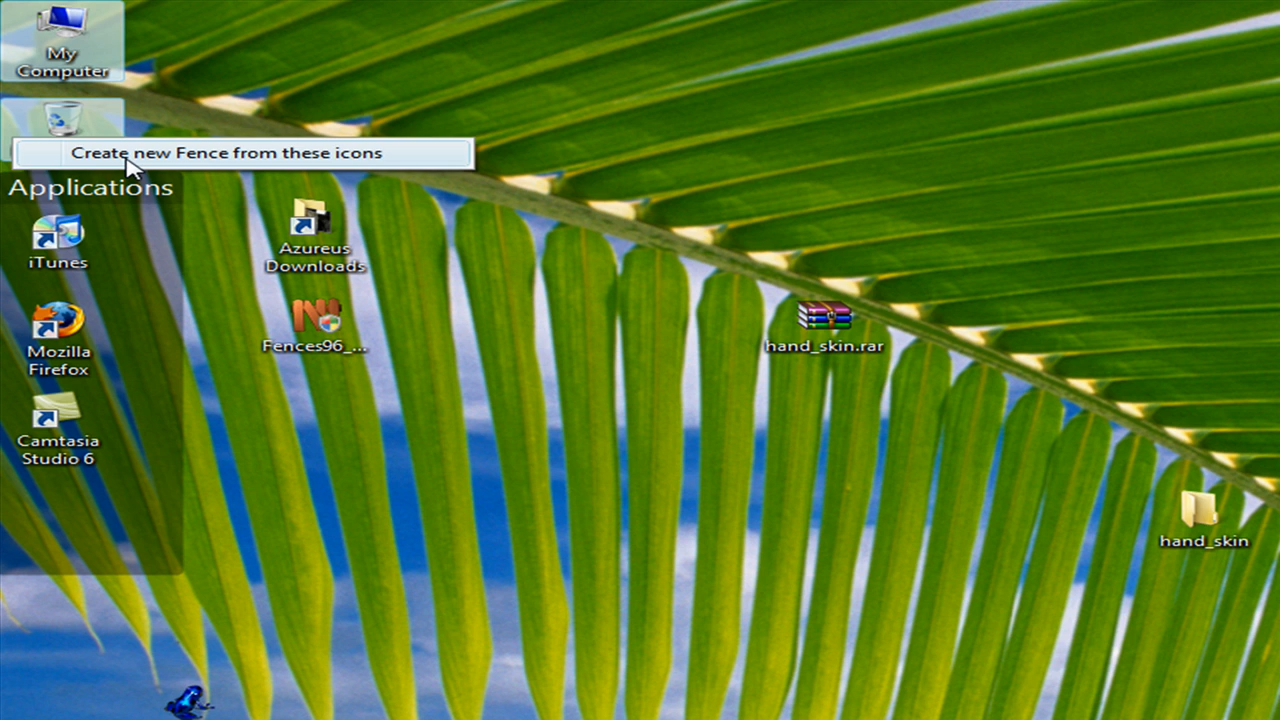 My
Computer
Create new Fence from these icons
Applications
iTunes
Mozilla
Firefox
Camtasia
Studio 6
Azureus
Downloads
Fences96_...
hand_skin.rar
hand_skin